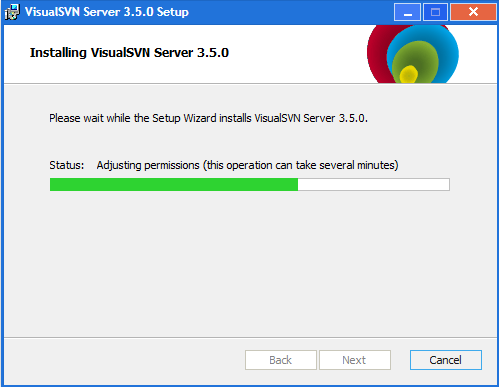 VisualSVN Server 3.5.0 Setup
Installing VisualSVN Server 3.5.0
Please wait while the Setup Wizard installs VisualSVN Server 3.5.0.
Status: Adjusting permissions (this operation can take several minutes)
Back Next Cancel